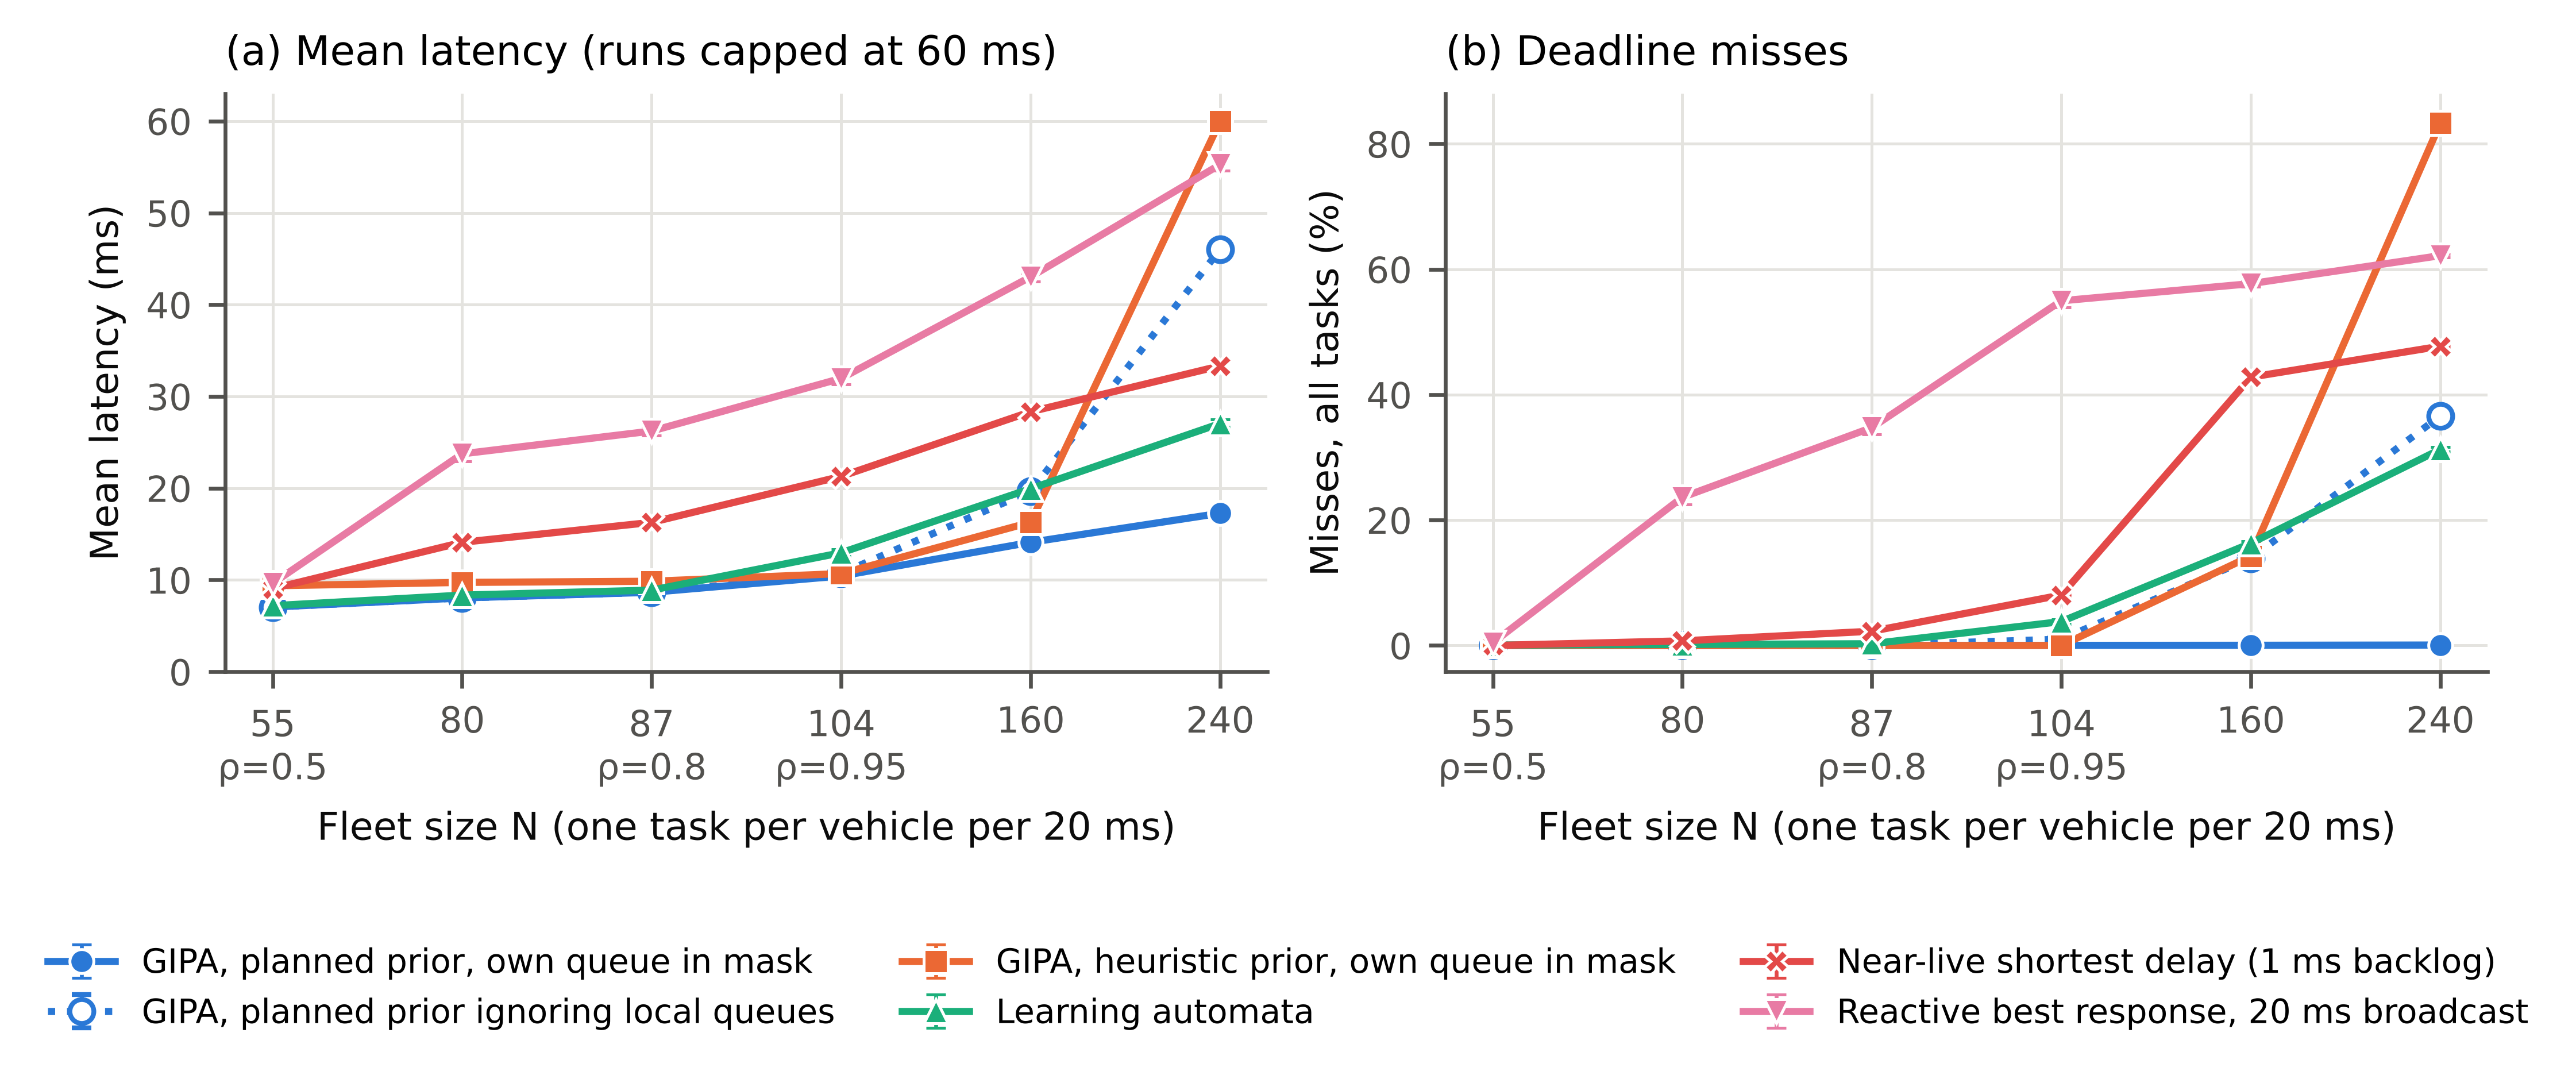 (a) Mean latency (runs capped at 60 ms)
Mean latency (ms)
60
50
40
30
20
10
0
55 80 87 104 160 240
ρ=0.5 ρ=0.8 ρ=0.95
Fleet size N (one task per vehicle per 20 ms)
(b) Deadline misses
Misses, all tasks (%)
80
60
40
20
0
55 80 87 104 160 240
ρ=0.5 ρ=0.8 ρ=0.95
Fleet size N (one task per vehicle per 20 ms)
GIPA, planned prior, own queue in mask
GIPA, planned prior ignoring local queues
GIPA, heuristic prior, own queue in mask
Learning automata
Near-live shortest delay (1 ms backlog)
Reactive best response, 20 ms broadcast